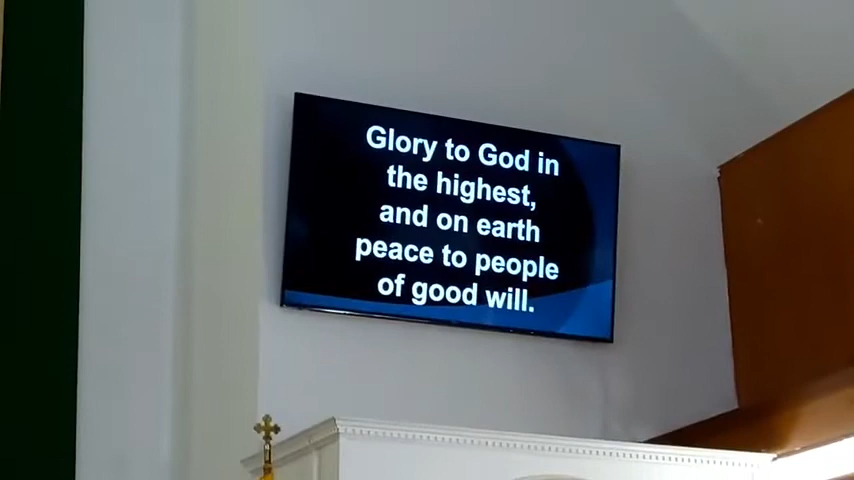 Glory to God in
the highest,
and on earth
peace to people
of good will.